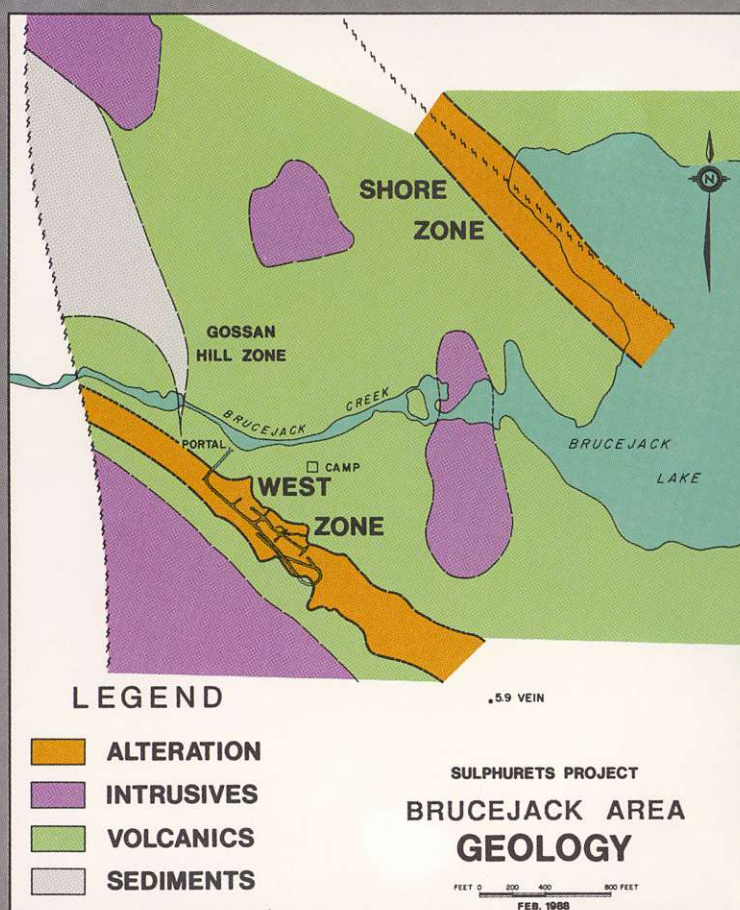 SHORE
ZONE
N
GOSSAN
HILL ZONE
BRUCEJACK CREEK
PORTAL
CAMP
WEST
ZONE
BRUCEJACK
LAKE
LEGEND
ALTERATION
INTRUSIVES
VOLCANICS
SEDIMENTS
5.9 VEIN
SULPHURETS PROJECT
BRUCEJACK AREA
GEOLOGY
FEET 0 200 400 800 FEET
FEB. 1988